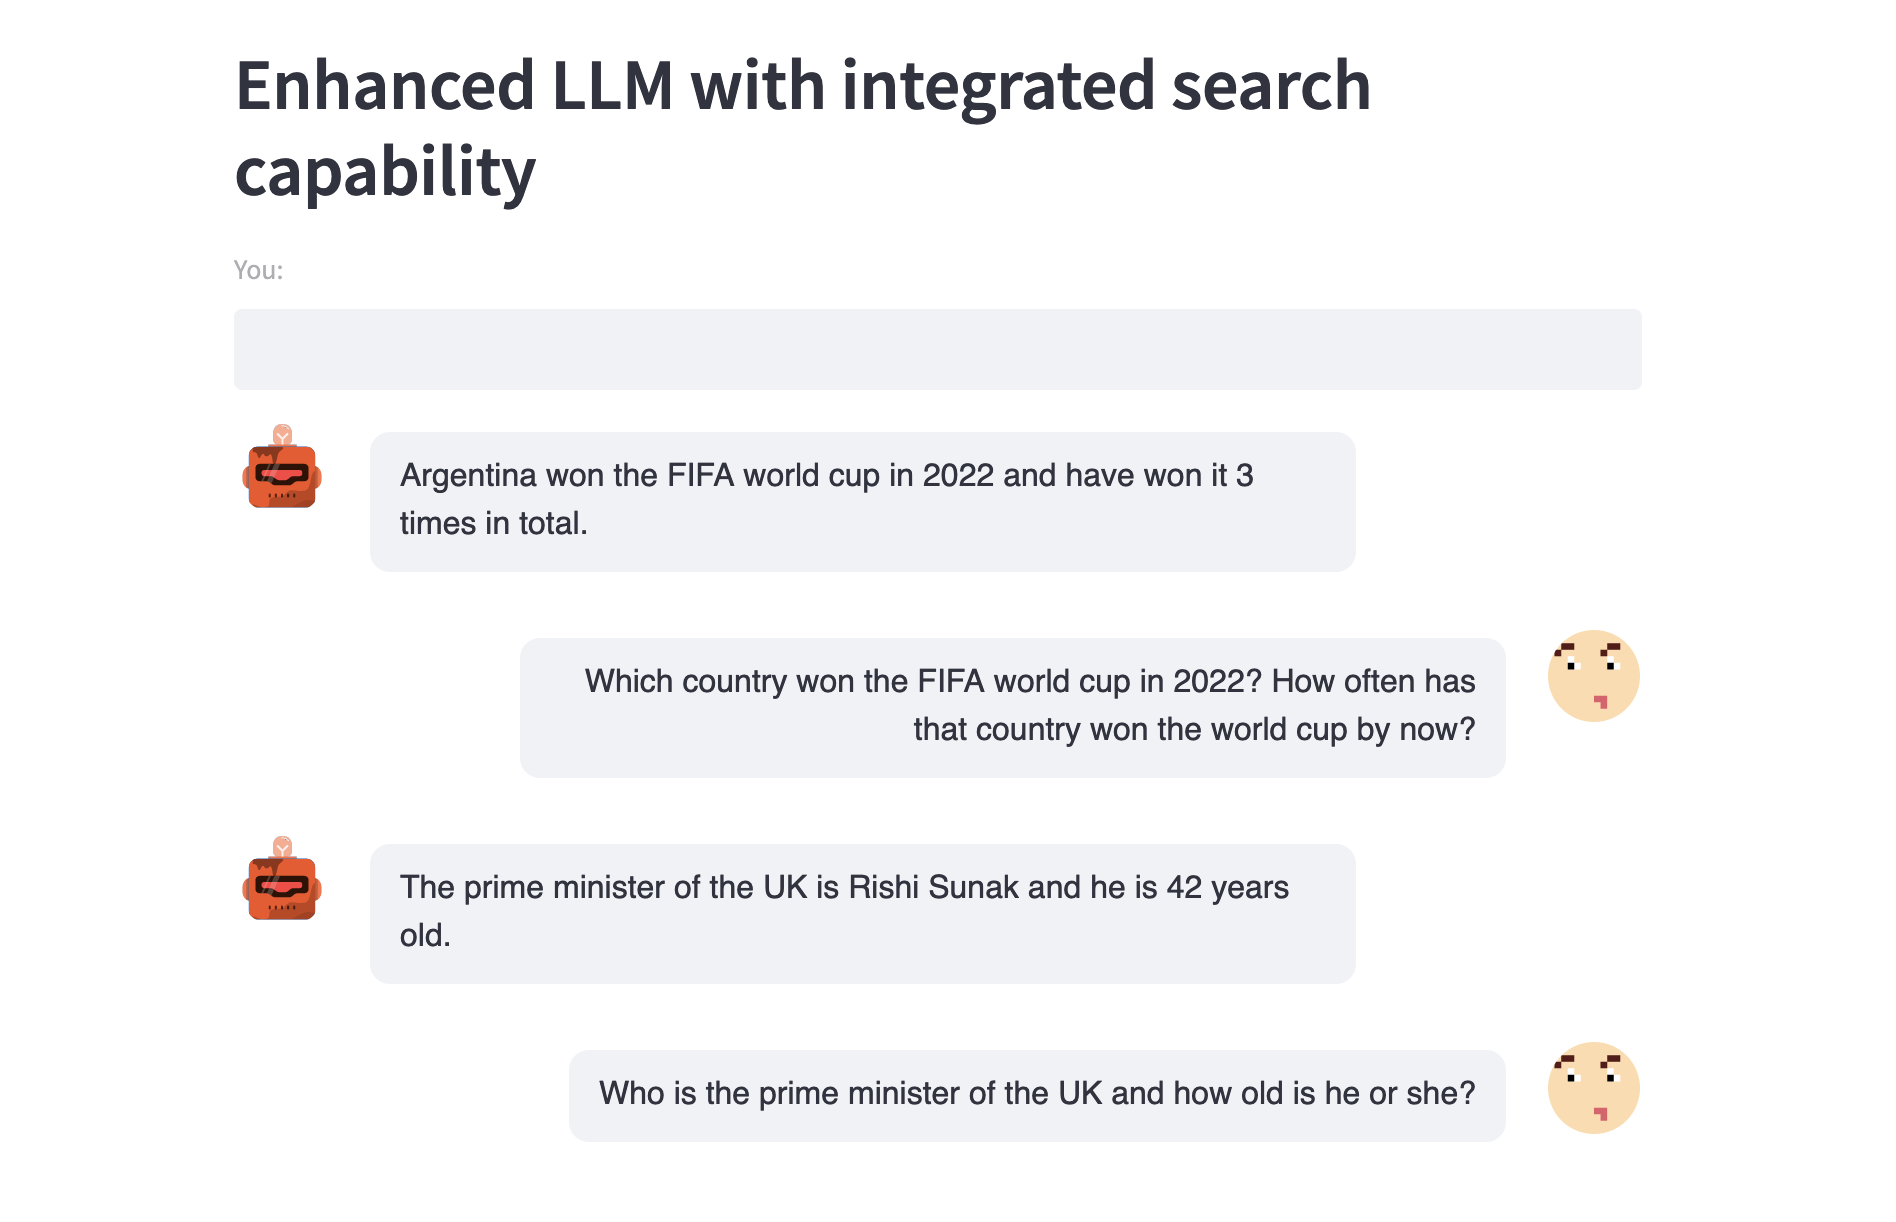 Enhanced LLM with integrated search
capability
You:
Argentina won the FIFA world cup in 2022 and have won it 3
times in total.
Which country won the FIFA world cup in 2022? How often has
that country won the world cup by now?
The prime minister of the UK is Rishi Sunak and he is 42 years
old.
Who is the prime minister of the UK and how old is he or she?